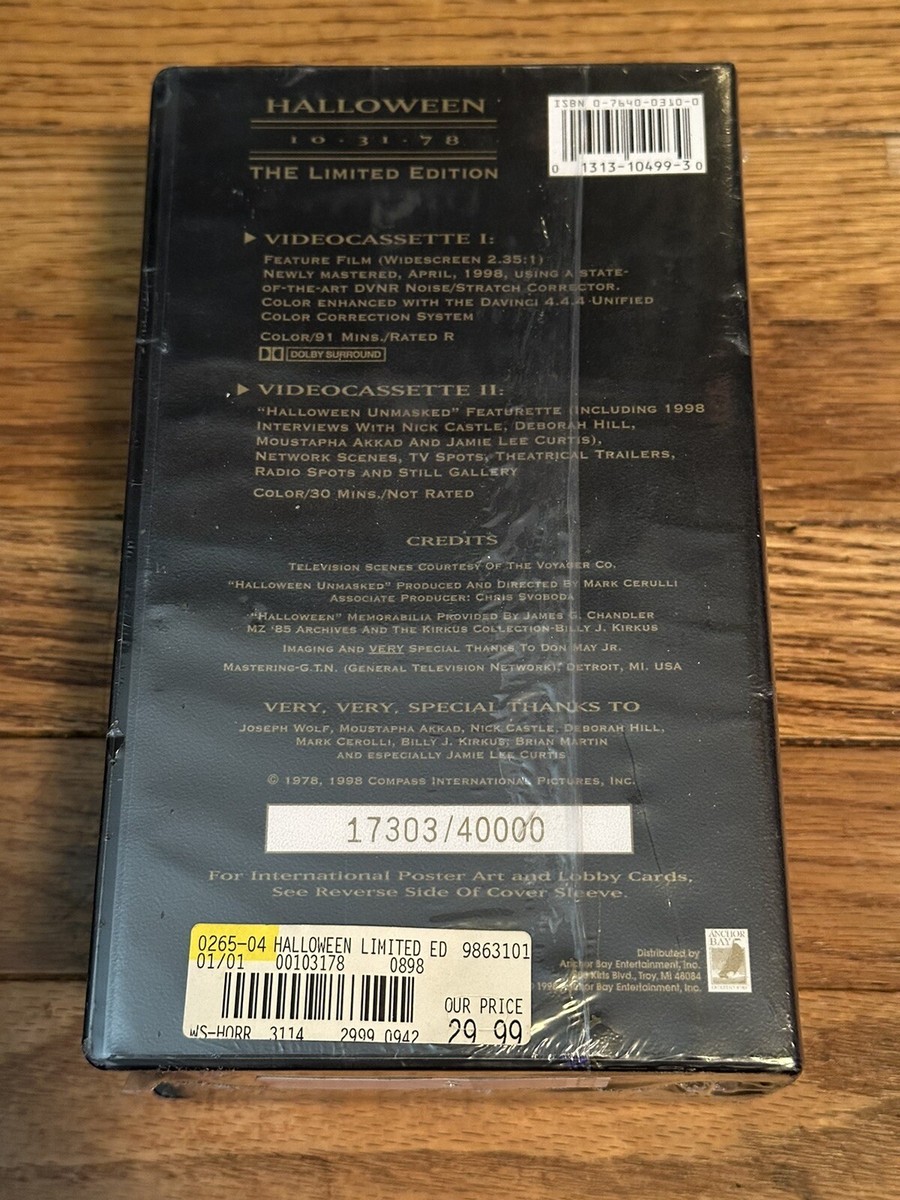 HALLOWEEN
10·31·78
THE LIMITED EDITION
ISBN 0-7640-0310-0
0 1313-10499-3 0
VIDEOCASSETTE I:
FEATURE FILM (WIDESCREEN 2.35:1)
NEWLY MASTERED, APRIL, 1998, USING A STATE-
OF-THE-ART DVNR NOISE/STRATCH CORRECTOR.
COLOR ENHANCED WITH THE DAVINCI 4.4.4 UNIFIED
COLOR CORRECTION SYSTEM
COLOR/91 MINS./RATED R
DOLBY SURROUND
VIDEOCASSETTE II:
"HALLOWEEN UNMASKED" FEATURETTE (INCLUDING 1998
INTERVIEWS WITH NICK CASTLE, DEBORAH HILL,
MOUSTAPHA AKKAD AND JAMIE LEE CURTIS),
NETWORK SCENES, TV SPOTS, THEATRICAL TRAILERS,
RADIO SPOTS AND STILL GALLERY
COLOR/30 MINS./NOT RATED
CREDITS
TELEVISION SCENES COURTESY OF THE VOYAGER CO.
"HALLOWEEN UNMASKED" PRODUCED AND DIRECTED BY MARK CERULLI
ASSOCIATE PRODUCER: CHRIS SVOBODA
"HALLOWEEN" MEMORABILIA PROVIDED BY JAMES G. CHANDLER
MZ '85 ARCHIVES AND THE KIRKUS COLLECTION-BILLY J. KIRKUS
IMAGING AND VERY SPECIAL THANKS TO DON MAY JR.
MASTERING-G.T.N. (GENERAL TELEVISION NETWORK), DETROIT, MI. USA
VERY, VERY, SPECIAL THANKS TO
JOSEPH WOLF, MOUSTAPHA AKKAD, NICK CASTLE, DEBORAH HILL,
MARK CEROLLI, BILLY J. KIRKUS, BRIAN MARTIN
AND ESPECIALLY JAMIE LEE CURTIS
© 1978, 1998 COMPASS INTERNATIONAL PICTURES, INC.
17303/40000
For International Poster Art and Lobby Cards,
See Reverse Side Of Cover Sleeve.
0265-04 HALLOWEEN LIMITED ED 9863101
01/01 00103178 0898
OUR PRICE
WS-HORR 3114 2999 0942 29.99
Distributed by
Anchor Bay Entertainment, Inc.
Kirts Blvd., Troy, MI 48084
Anchor Bay Entertainment, Inc.
ANCHOR
BAY